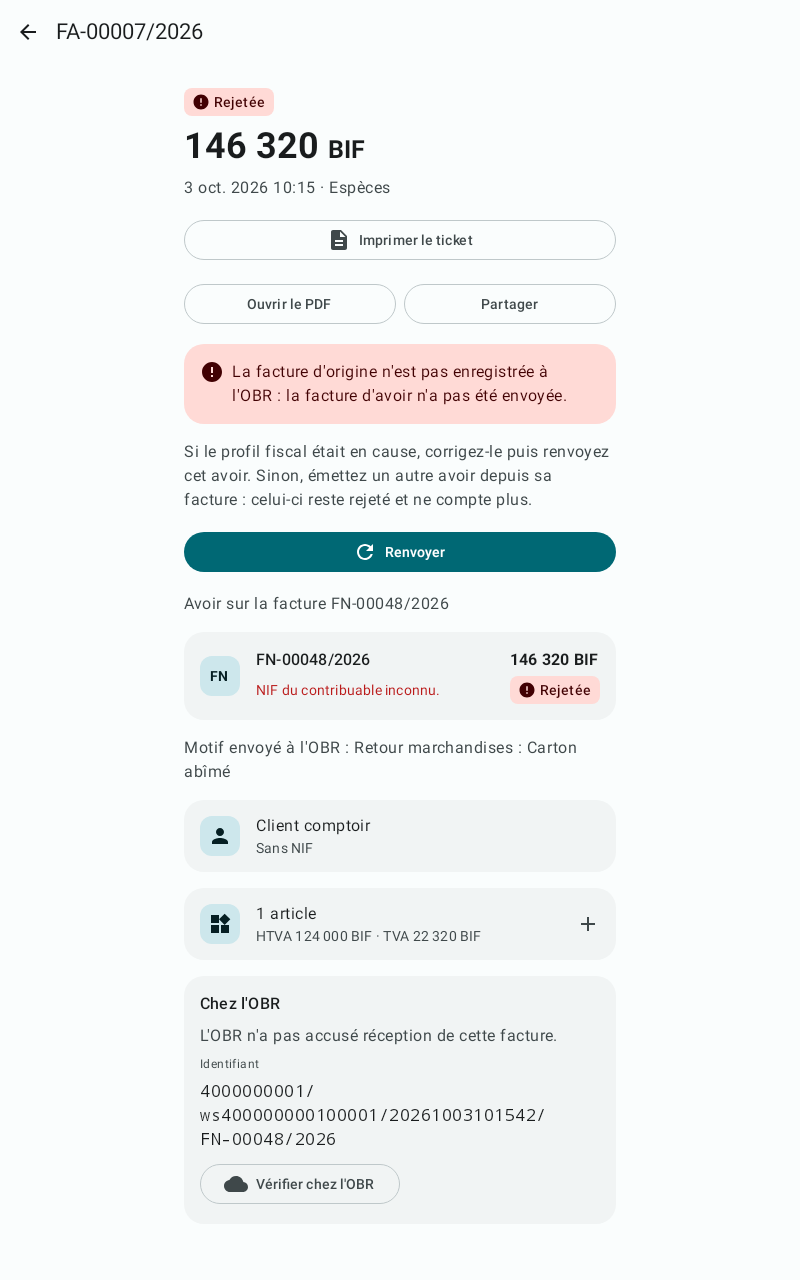 FA-00007/2026
Rejetée
146 320 BIF
3 oct. 2026 10:15 · Espèces
Imprimer le ticket
Ouvrir le PDF
Partager
La facture d'origine n'est pas enregistrée à
l'OBR : la facture d'avoir n'a pas été envoyée.
Si le profil fiscal était en cause, corrigez-le puis renvoyez
cet avoir. Sinon, émettez un autre avoir depuis sa
facture : celui-ci reste rejeté et ne compte plus.
Renvoyer
Avoir sur la facture FN-00048/2026
FN
FN-00048/2026
146 320 BIF
NIF du contribuable inconnu.
Rejetée
Motif envoyé à l'OBR : Retour marchandises : Carton
abîmé
Client comptoir
Sans NIF
1 article
HTVA 124 000 BIF · TVA 22 320 BIF
Chez l'OBR
L'OBR n'a pas accusé réception de cette facture.
Identifiant
4000000001/
ws400000000100001/20261003101542/
FN-00048/2026
Vérifier chez l'OBR